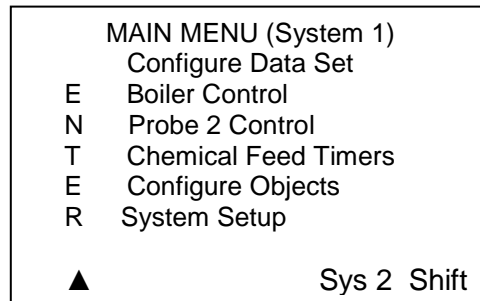 MAIN MENU (System 1)
Configure Data Set
E Boiler Control
N Probe 2 Control
T Chemical Feed Timers
E Configure Objects
R System Setup
▲ Sys 2 Shift